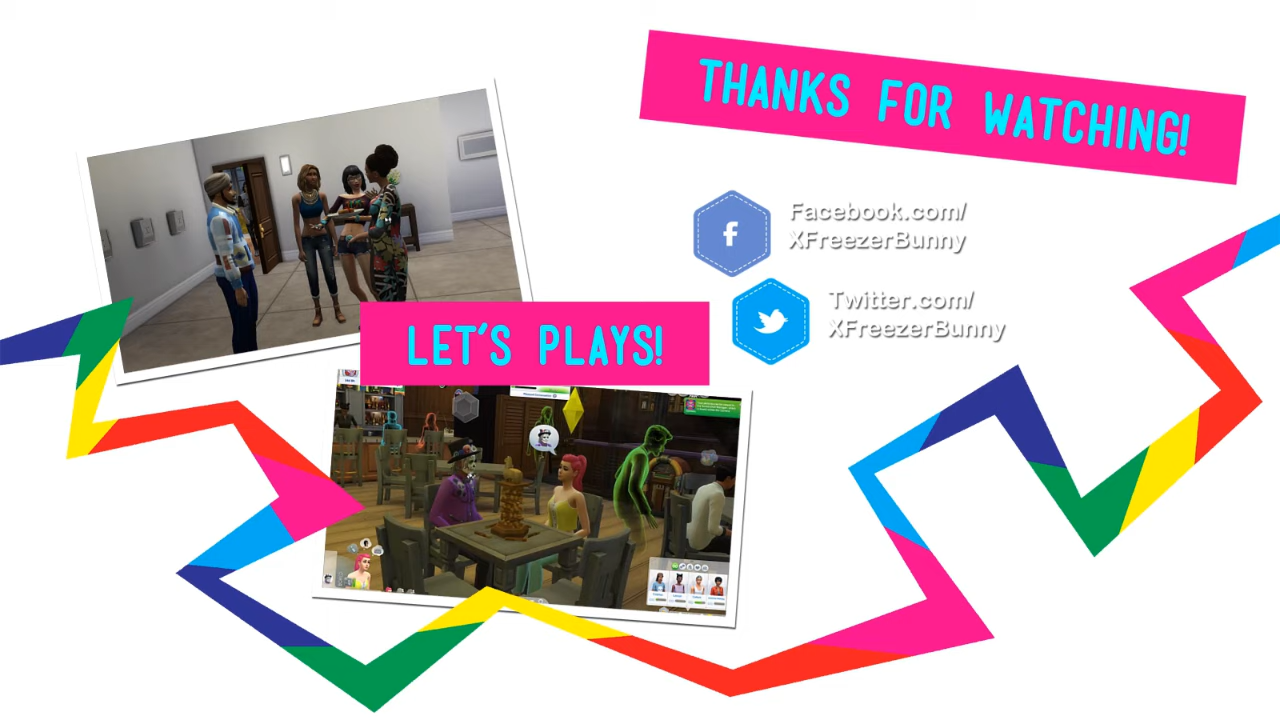 THANKS FOR WATCHING!
Facebook.com/
XFreezerBunny
Twitter.com/
XFreezerBunny
LET'S PLAYS!